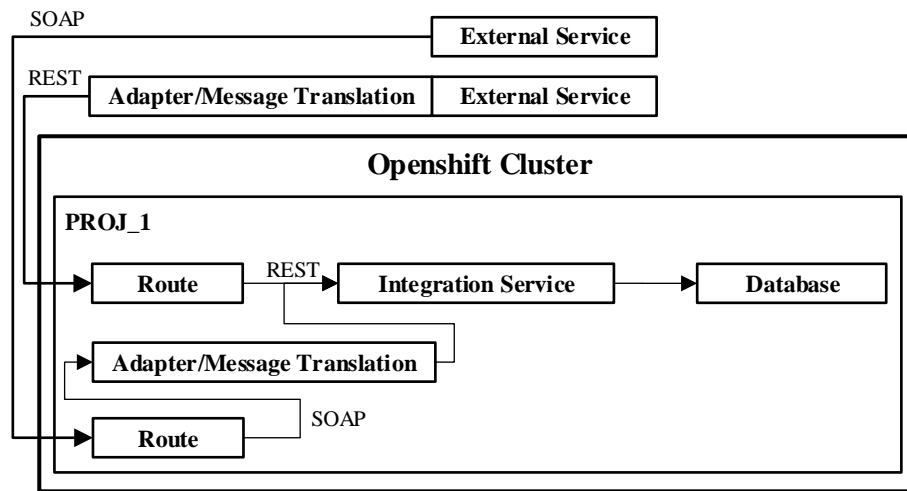 SOAP
External Service
REST
Adapter/Message Translation
External Service
Openshift Cluster
PROJ_1
Route
REST
Integration Service
Database
Adapter/Message Translation
SOAP
Route